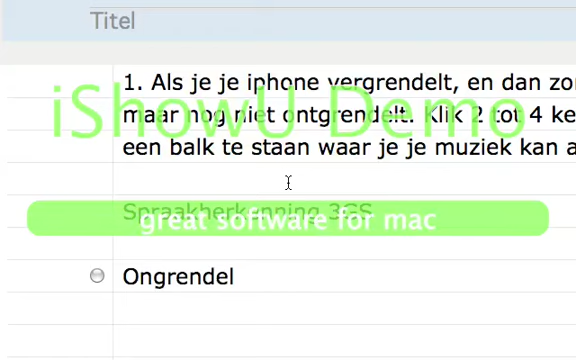 Titel
1. Als je je iphone vergrendelt, en dan zo
iShowU Demo
maar nog niet ontgrendelt. Klik 2 tot 4 ke
een balk te staan waar je je muziek kan a
Spraakherkenning 3GS
great software for mac
Ongrendel